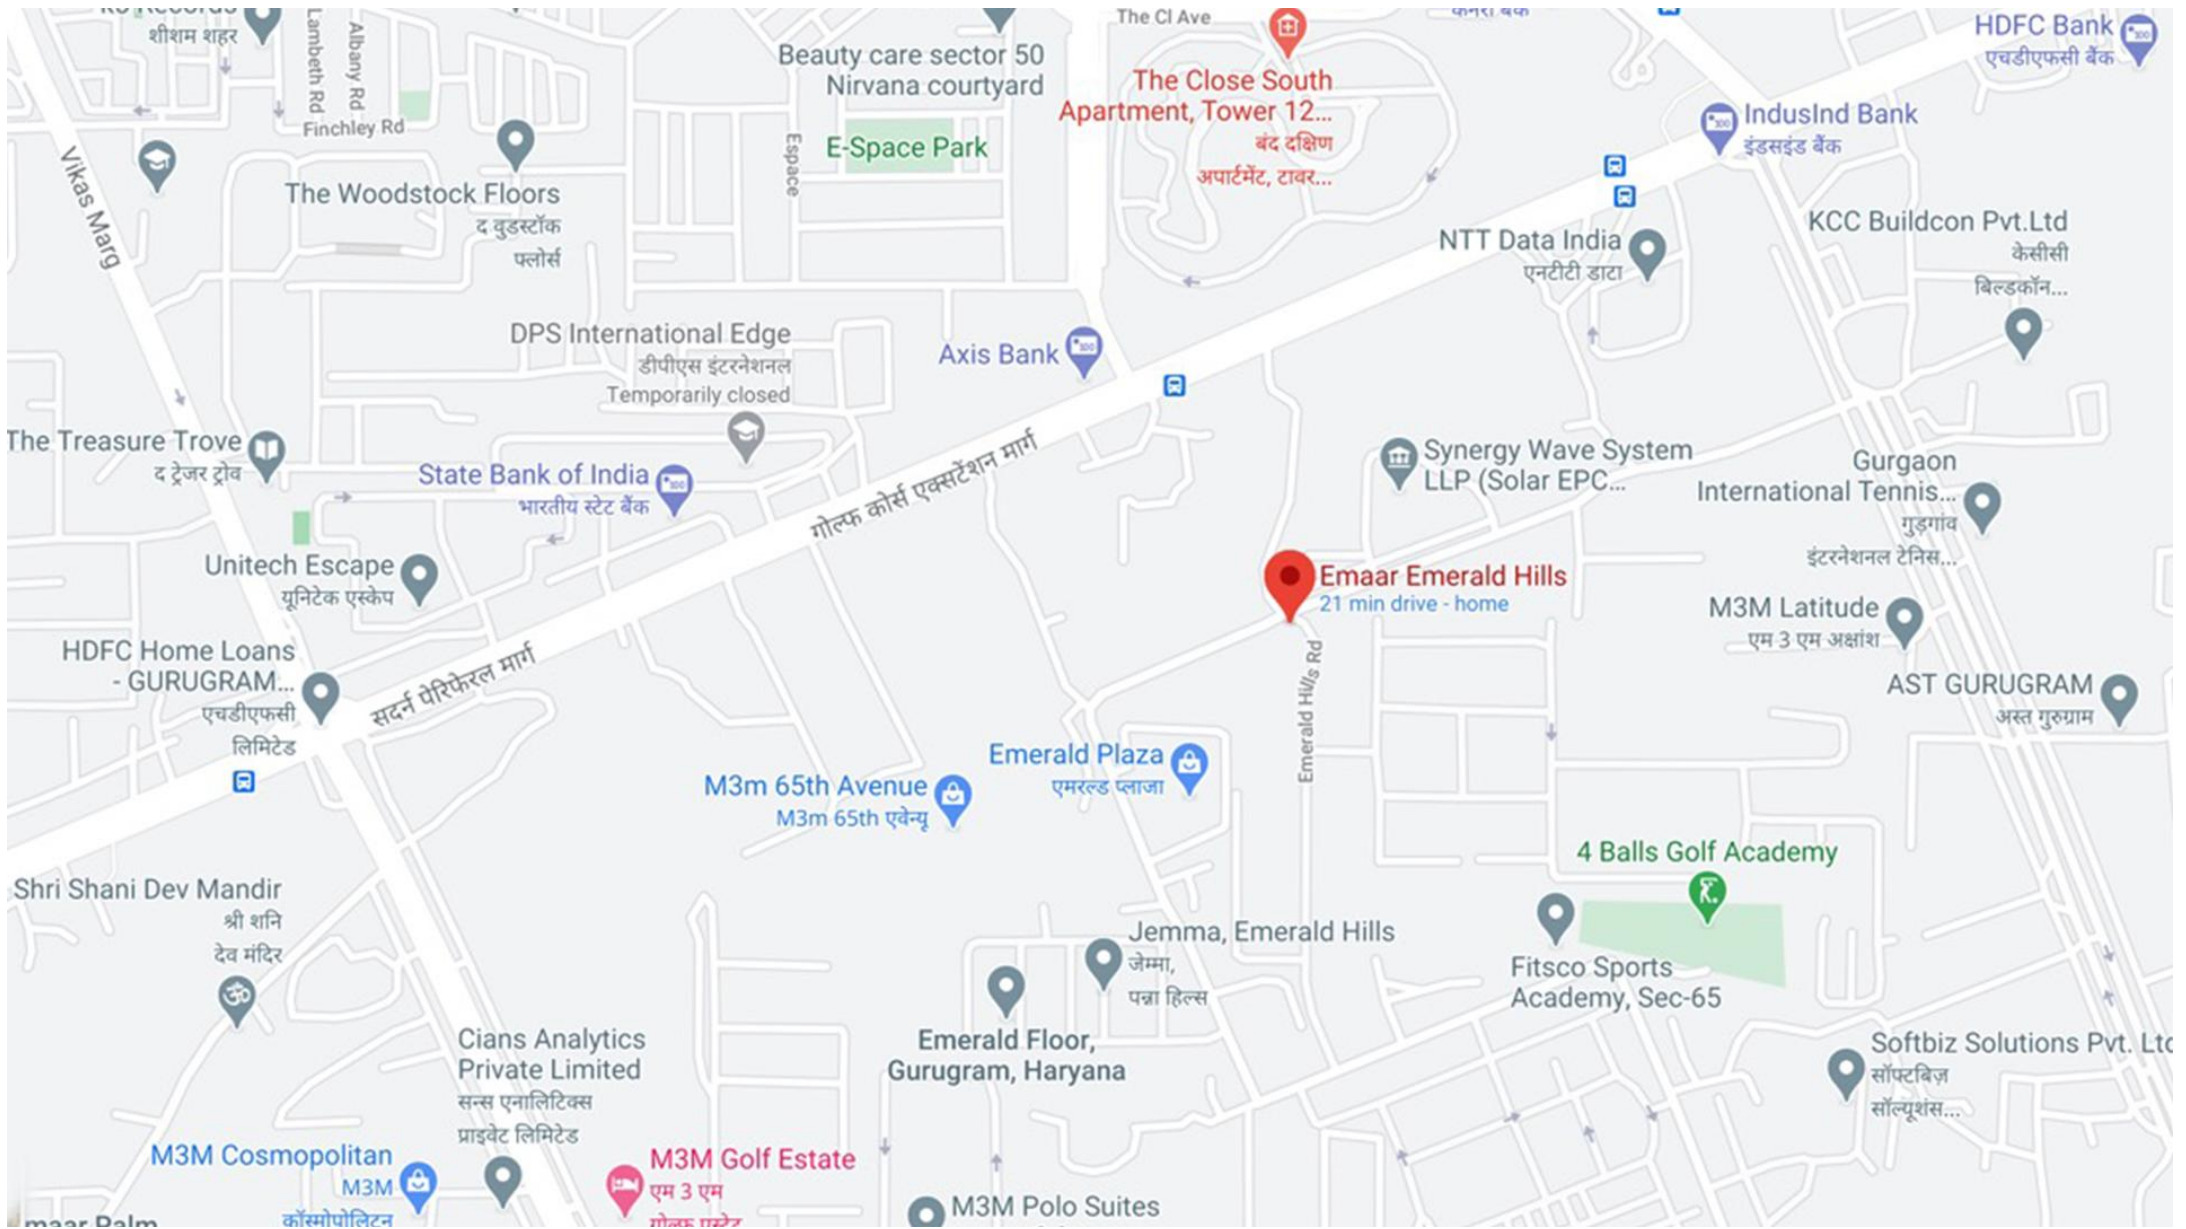 शीशम शहर
Lambeth Rd
Albany Rd
Finchley Rd
Beauty care sector 50
Nirvana courtyard
The Cl Ave
The Close South
Apartment, Tower 12...
बंद दक्षिण
अपार्टमेंट, टावर...
HDFC Bank
एचडीएफसी बैंक
IndusInd Bank
इंडसइंड बैंक
Vikas Marg
The Woodstock Floors
द वुडस्टॉक
फ्लोर्स
Espace
E-Space Park
NTT Data India
एनटीटी डाटा
KCC Buildcon Pvt.Ltd
केसीसी
बिल्डकॉन...
DPS International Edge
डीपीएस इंटरनेशनल
Temporarily closed
Axis Bank
The Treasure Trove
द ट्रेजर ट्रोव
State Bank of India
भारतीय स्टेट बैंक
गोल्फ कोर्स एक्सटेंशन मार्ग
Synergy Wave System
LLP (Solar EPC...
Gurgaon
International Tennis...
गुड़गांव
इंटरनेशनल टेनिस...
Unitech Escape
यूनिटेक एस्केप
Emaar Emerald Hills
21 min drive - home
M3M Latitude
एम 3 एम अक्षांश
HDFC Home Loans
- GURUGRAM...
एचडीएफसी
लिमिटेड
सदर्न पेरिफेरल मार्ग
Emerald Hills Rd
AST GURUGRAM
अस्त गुरुग्राम
M3m 65th Avenue
M3m 65th एवेन्यू
Emerald Plaza
एमरल्ड प्लाजा
4 Balls Golf Academy
Shri Shani Dev Mandir
श्री शनि
देव मंदिर
Jemma, Emerald Hills
जेम्मा,
पन्ना हिल्स
Fitsco Sports
Academy, Sec-65
Emerald Floor,
Gurugram, Haryana
Cians Analytics
Private Limited
सन्स एनालिटिक्स
प्राइवेट लिमिटेड
Softbiz Solutions Pvt. Ltd
सॉफ्टबिज़
सॉल्यूशंस...
M3M Cosmopolitan
M3M
कॉस्मोपोलिटन
M3M Golf Estate
एम 3 एम
गोल्फ एस्टेट
M3M Polo Suites
maar Palm